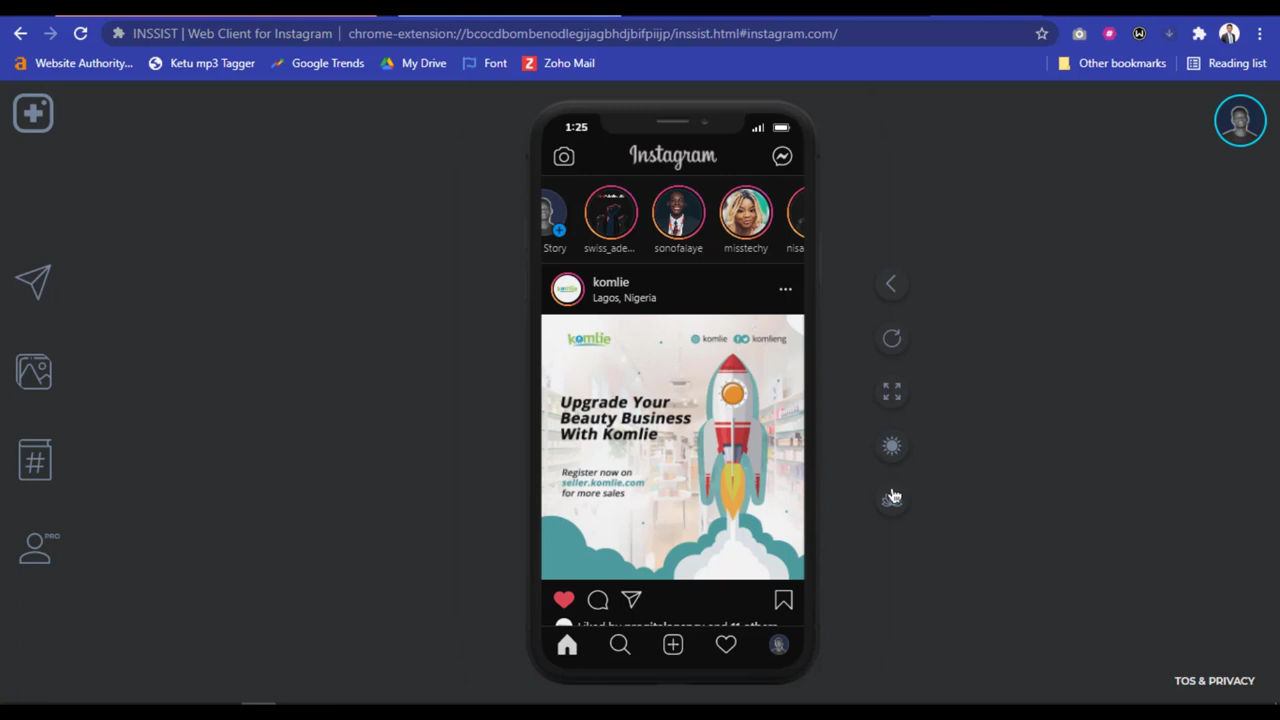 INSSIST | Web Client for Instagram
chrome-extension://bcocdbombenodlegijagbhdjbifpiijp/inssist.html#instagram.com/
Website Authority...
Ketu mp3 Tagger
Google Trends
My Drive
Font
Zoho Mail
Other bookmarks
Reading list
1:25
Instagram
Story
swiss_ade...
sonofalaye
misstechy
nisa
komlie
Lagos, Nigeria
komlie
komlie
komlieng
Upgrade Your
Beauty Business
With Komlie
Register now on
seller.komlie.com
for more sales
#
PRO
TOS & PRIVACY